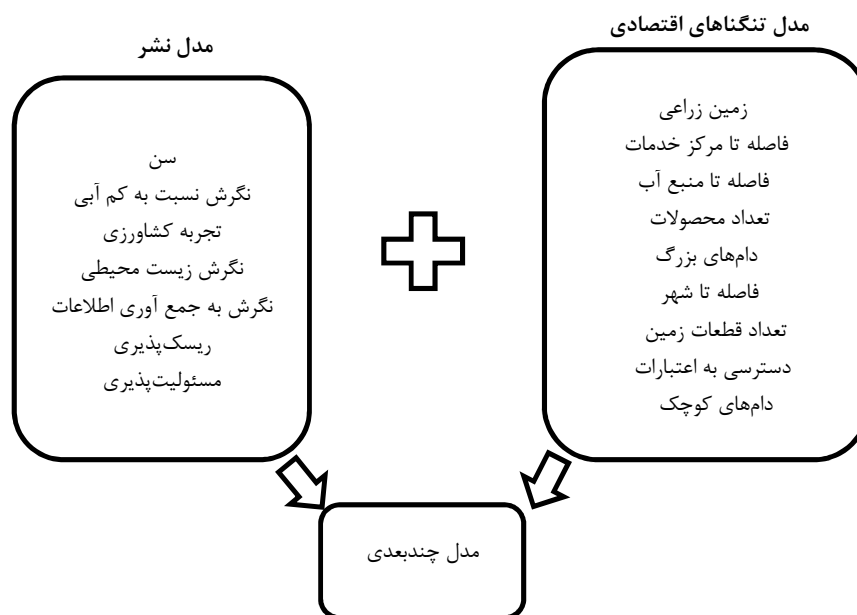 مدل تنگناهای اقتصادی
زمین زراعی
فاصله تا مرکز خدمات
فاصله تا منبع آب
تعداد محصولات
دام‌های بزرگ
فاصله تا شهر
تعداد قطعات زمین
دسترسی به اعتبارات
دام‌های کوچک
مدل نشر
سن
نگرش نسبت به کم آبی
تجربه کشاورزی
نگرش زیست محیطی
نگرش به جمع آوری اطلاعات
ریسک‌پذیری
مسئولیت‌پذیری
مدل چندبعدی